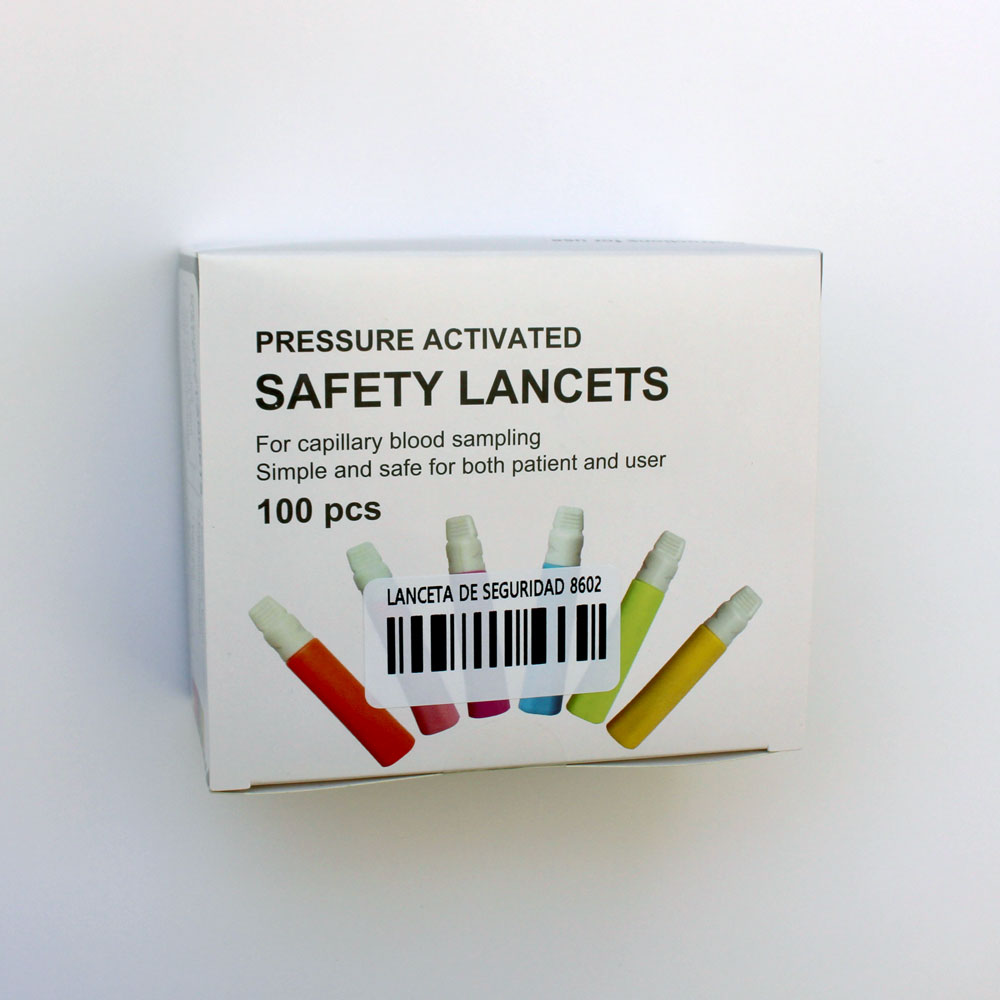 PRESSURE ACTIVATED
SAFETY LANCETS
For capillary blood sampling
Simple and safe for both patient and user
100 pcs
LANCETA DE SEGURIDAD 8602